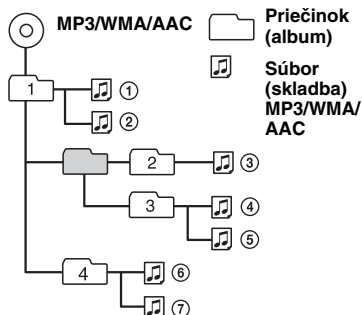 MP3/WMA/AAC
Priečinok
(album)
Súbor
(skladba)
MP3/WMA/
AAC
1
①
②
2
③
3
④
⑤
4
⑥
⑦